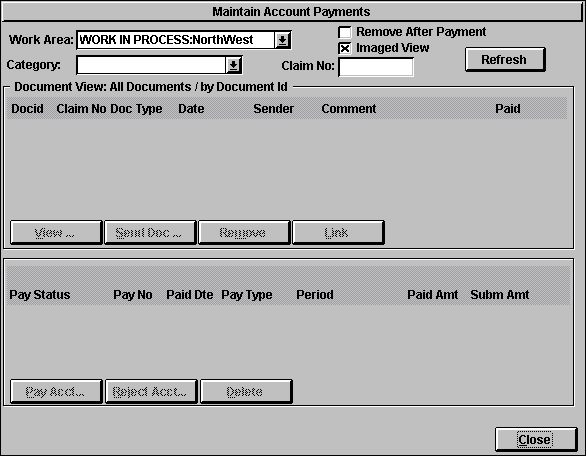 Maintain Account Payments
Work Area: WORK IN PROCESS:NorthWest
Remove After Payment
Imaged View
Category:
Claim No:
Refresh
Document View: All Documents / by Document Id
Docid Claim No Doc Type Date Sender Comment Paid
View ... Send Doc ... Remove Link
Pay Status Pay No Paid Dte Pay Type Period Paid Amt Subm Amt
Pay Acct... Reject Acct... Delete
Close